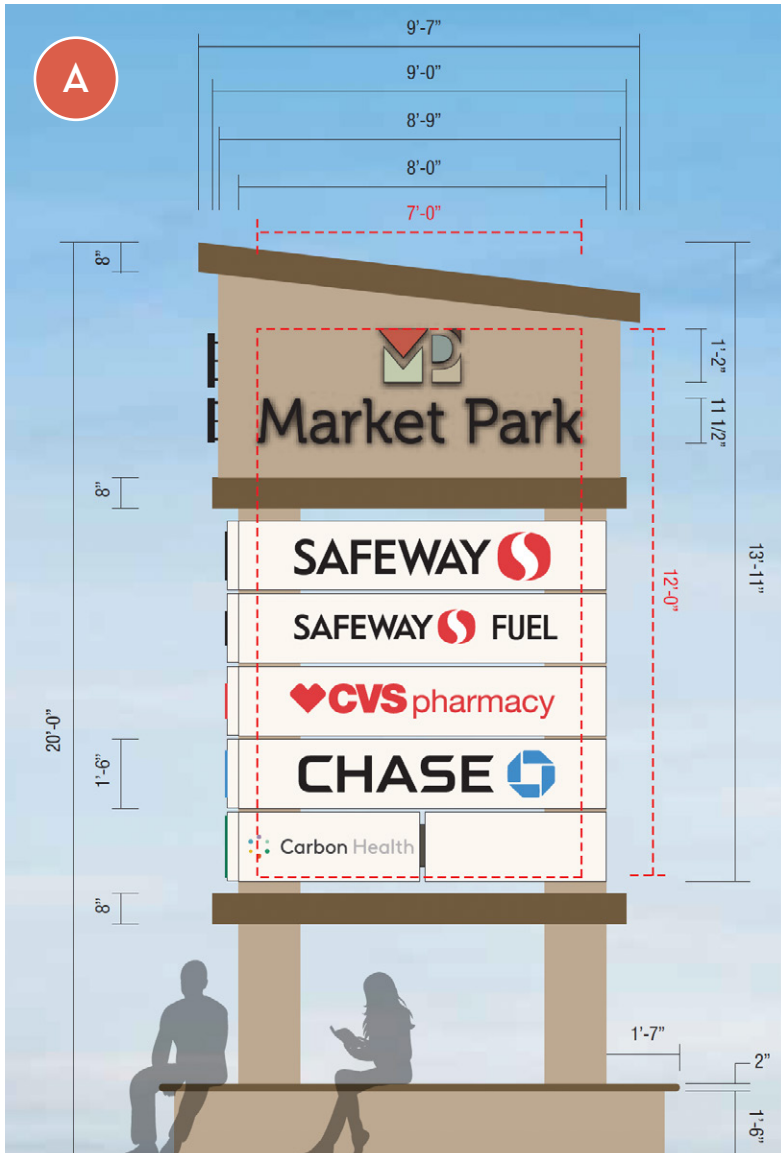 A
9'-7"
9'-0"
8'-9"
8'-0"
7'-0"
8"
1'-2"
Market Park
11 1/2"
8"
SAFEWAY
13'-11"
12'-0"
SAFEWAY FUEL
CVS pharmacy
20'-0"
1'-6"
CHASE
Carbon Health
8"
1'-7"
2"
1'-6"